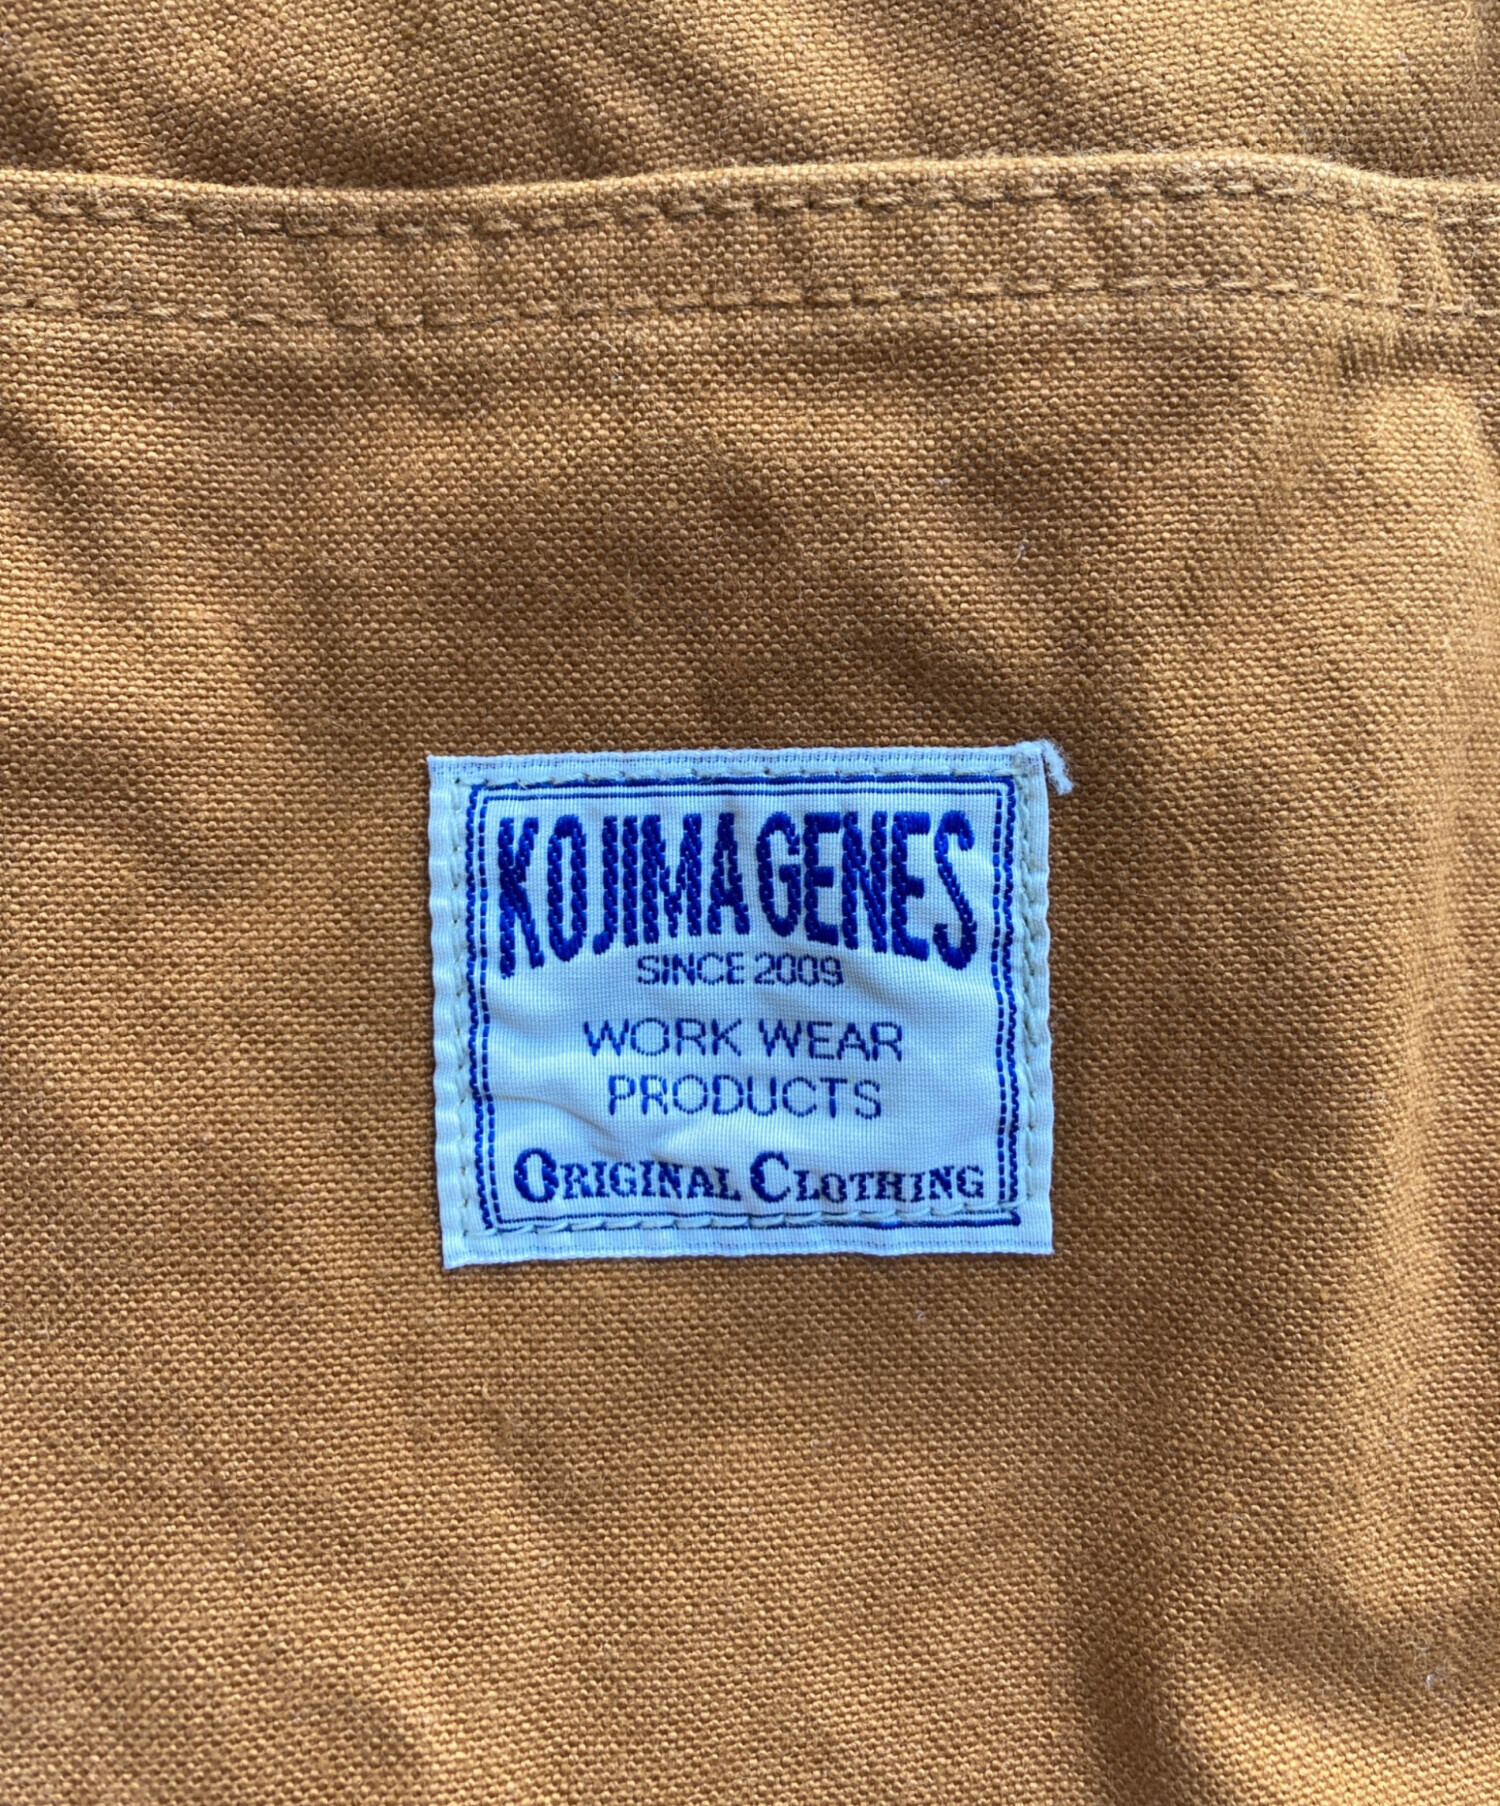 KOJIMA GENES
SINCE 2009
WORK WEAR
PRODUCTS
ORIGINAL CLOTHING